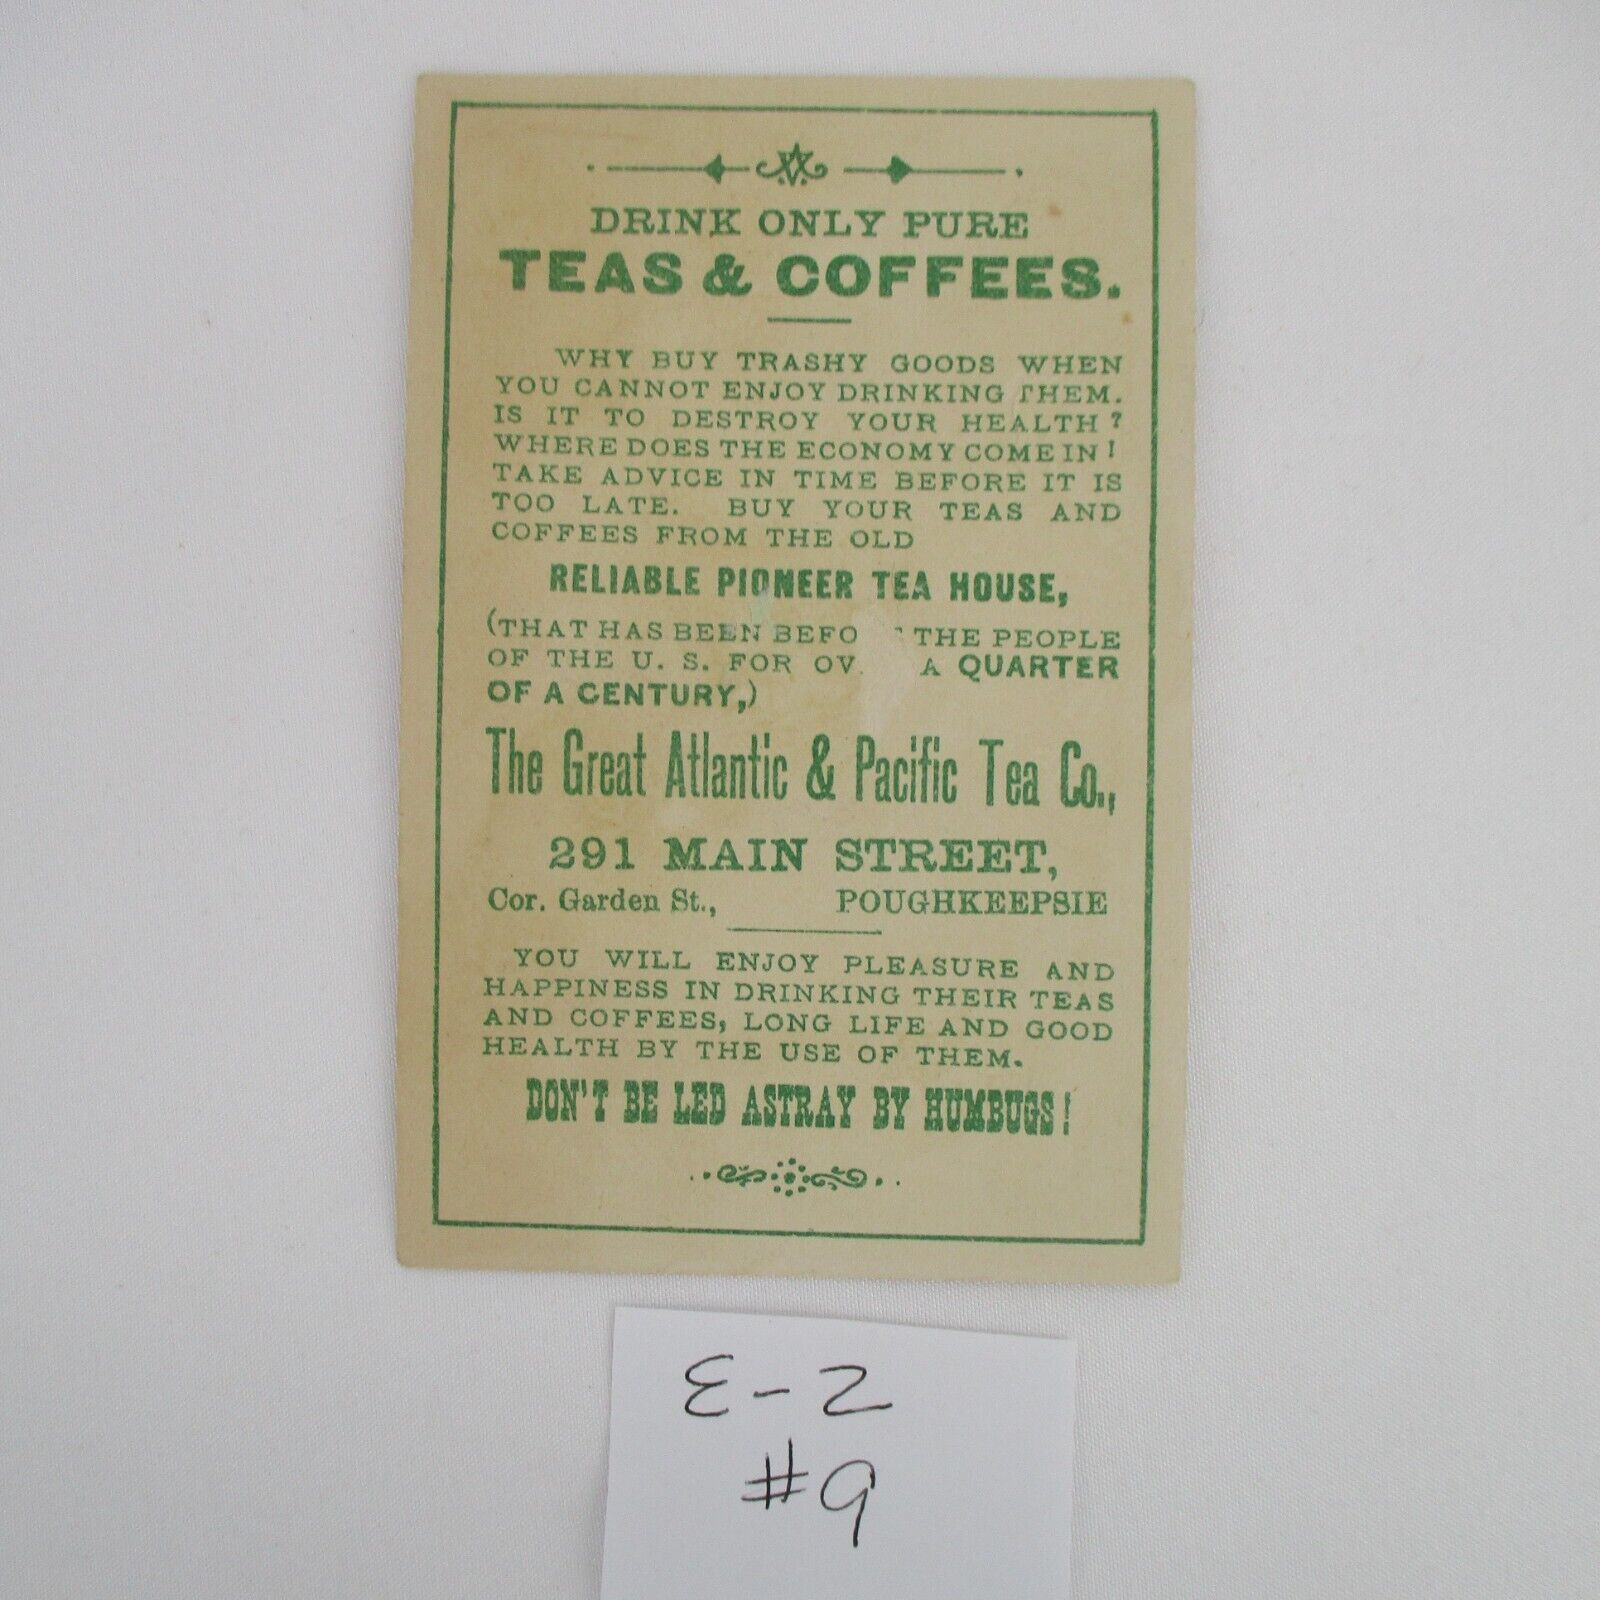 DRINK ONLY PURE
TEAS & COFFEES.
WHY BUY TRASHY GOODS WHEN
YOU CANNOT ENJOY DRINKING THEM.
IS IT TO DESTROY YOUR HEALTH?
WHERE DOES THE ECONOMY COME IN!
TAKE ADVICE IN TIME BEFORE IT IS
TOO LATE. BUY YOUR TEAS AND
COFFEES FROM THE OLD
RELIABLE PIONEER TEA HOUSE,
(THAT HAS BEEN BEFO THE PEOPLE
OF THE U. S. FOR OV A QUARTER
OF A CENTURY,)
The Great Atlantic & Pacific Tea Co.,
291 MAIN STREET,
Cor. Garden St., POUGHKEEPSIE
YOU WILL ENJOY PLEASURE AND
HAPPINESS IN DRINKING THEIR TEAS
AND COFFEES, LONG LIFE AND GOOD
HEALTH BY THE USE OF THEM.
DON'T BE LED ASTRAY BY HUMBUGS!
E-2
#9